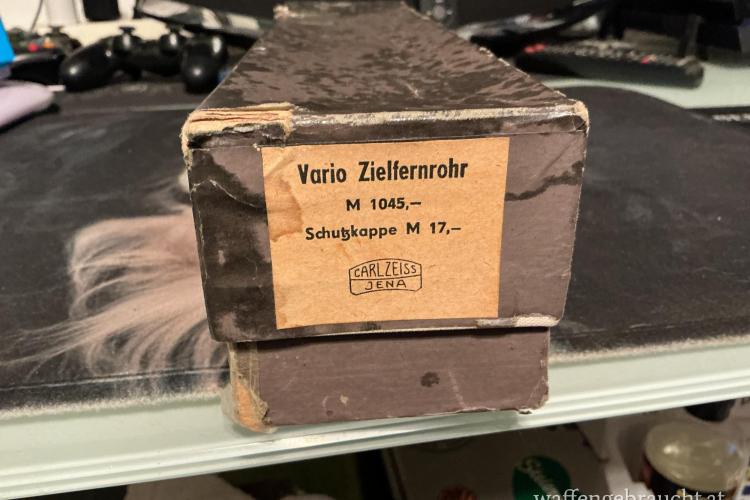 Vario Zielfernrohr
M 1045,—
Schutzkappe M 17,—
CARL ZEISS
JENA
waffengebraucht.at